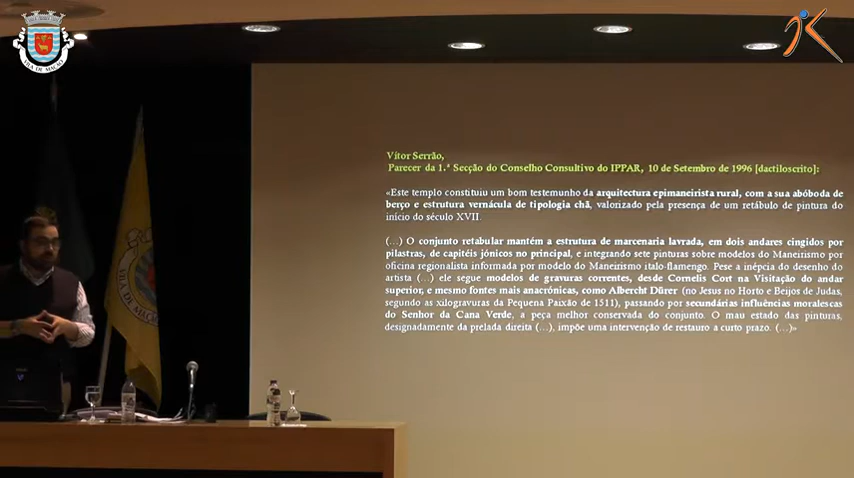 VILA DE MAÇÃO
Vítor Serrão,
Parecer da 1.ª Secção do Conselho Consultivo do IPPAR, 10 de Setembro de 1996 [dactiloscrito]:
«Este templo constituiu um bom testemunho da arquitectura epimaneirista rural, com a sua abóboda de
berço e estrutura vernácula de tipologia chã, valorizado pela presença de um retábulo de pintura do
início do século XVII.
(…) O conjunto retabular mantém a estrutura de marcenaria lavrada, em dois andares cingidos por
pilastras, de capitéis jónicos no principal, e integrando sete pinturas sobre modelos do Maneirismo por
oficina regionalista informada por modelo do Maneirismo ítalo-flamengo. Pese a inépcia do desenho do
artista (…) ele segue modelos de gravuras correntes, desde Cornelis Cort na Visitação do andar
superior, e mesmo fontes mais anacrónicas, como Albercht Dürer (no Jesus no Horto e Beijos de Judas,
segundo as xilogravuras da Pequena Paixão de 1511), passando por secundárias influências moralescas
do Senhor da Cana Verde, a peça melhor conservada do conjunto. O mau estado das pinturas,
designadamente da prelada direita (…), impõe uma intervenção de restauro a curto prazo. (…)»
VILA DE